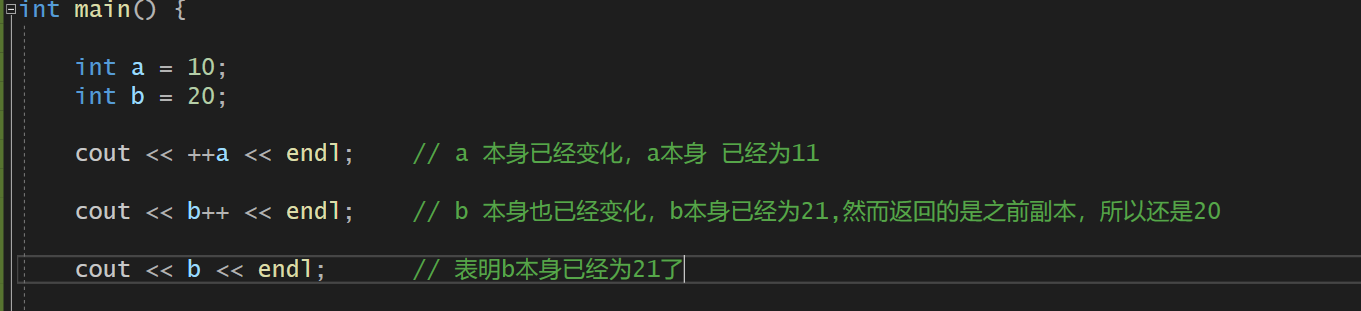 int main() {
int a = 10;
int b = 20;
cout << ++a << endl; // a 本身已经变化，a本身 已经为11
cout << b++ << endl; // b 本身也已经变化，b本身已经为21,然而返回的是之前副本，所以还是20
cout << b << endl; // 表明b本身已经为21了